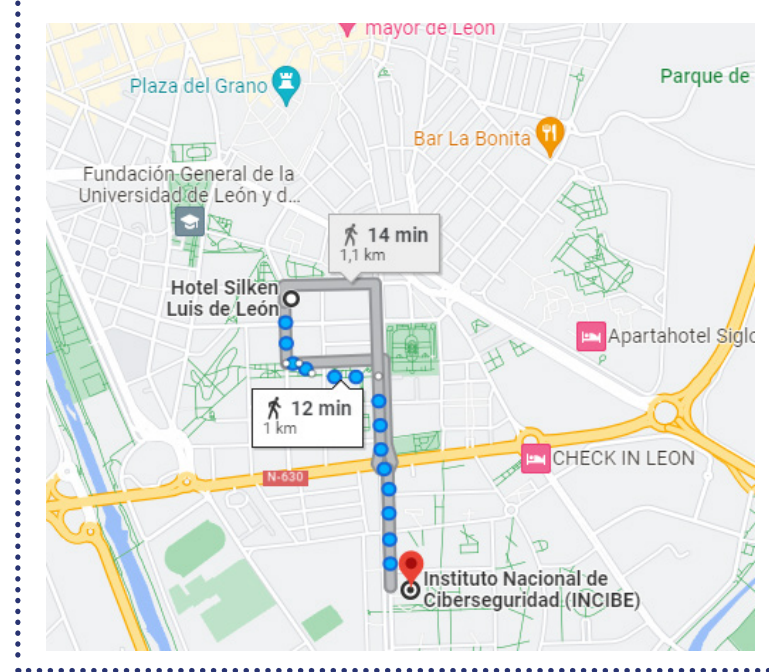 mayor de León
Plaza del Grano
Parque de
Bar La Bonita
Fundación General de la
Universidad de León y d...
14 min
1,1 km
Hotel Silken
Luis de León
Apartahotel Siglo
12 min
1 km
CHECK IN LEON
N-630
Instituto Nacional de
Ciberseguridad (INCIBE)